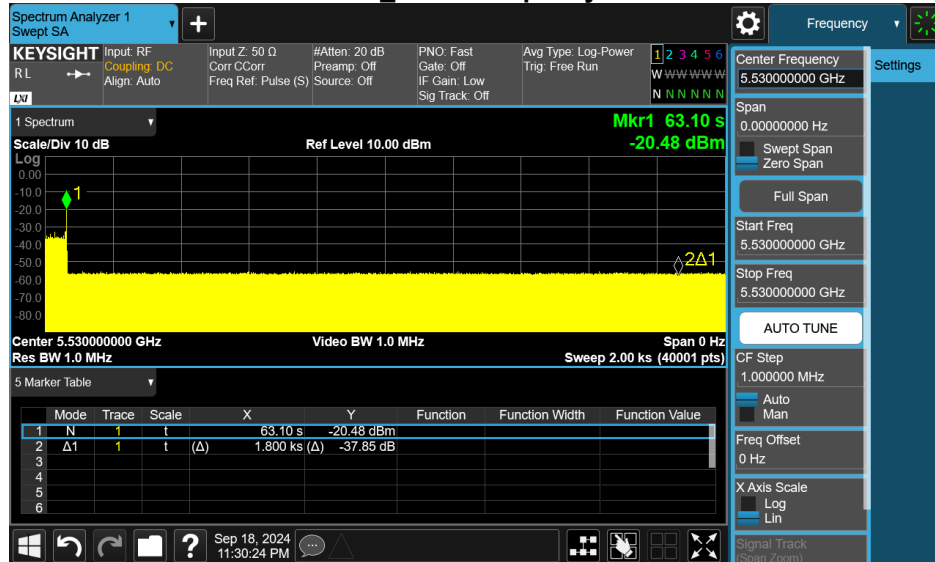 Spectrum Analyzer 1
Swept SA
Frequency
KEYSIGHT
R L
LXI
Input: RF
Coupling: DC
Align: Auto
Input Z: 50 Ω
Corr CCorr
Freq Ref: Pulse (S)
#Atten: 20 dB
Preamp: Off
Source: Off
PNO: Fast
Gate: Off
IF Gain: Low
Sig Track: Off
Avg Type: Log-Power
Trig: Free Run
1 2 3 4 5 6
W W W W W W
N N N N N N
1 Spectrum
Scale/Div 10 dB
Ref Level 10.00 dBm
Mkr1 63.10 s
-20.48 dBm
Log
0.00
-10.0
-20.0
-30.0
-40.0
-50.0
-60.0
-70.0
-80.0
1
2Δ1
Center 5.530000000 GHz
Video BW 1.0 MHz
Span 0 Hz
Res BW 1.0 MHz
Sweep 2.00 ks (40001 pts)
5 Marker Table
Mode Trace Scale X Y Function Function Width Function Value
1 N 1 t 63.10 s -20.48 dBm
2 Δ1 1 t (Δ) 1.800 ks (Δ) -37.85 dB
3
4
5
6
Sep 18, 2024
11:30:24 PM
Center Frequency
5.530000000 GHz
Settings
Span
0.00000000 Hz
Swept Span
Zero Span
Full Span
Start Freq
5.530000000 GHz
Stop Freq
5.530000000 GHz
AUTO TUNE
CF Step
1.000000 MHz
Auto
Man
Freq Offset
0 Hz
X Axis Scale
Log
Lin
Signal Track
(Span Zoom)